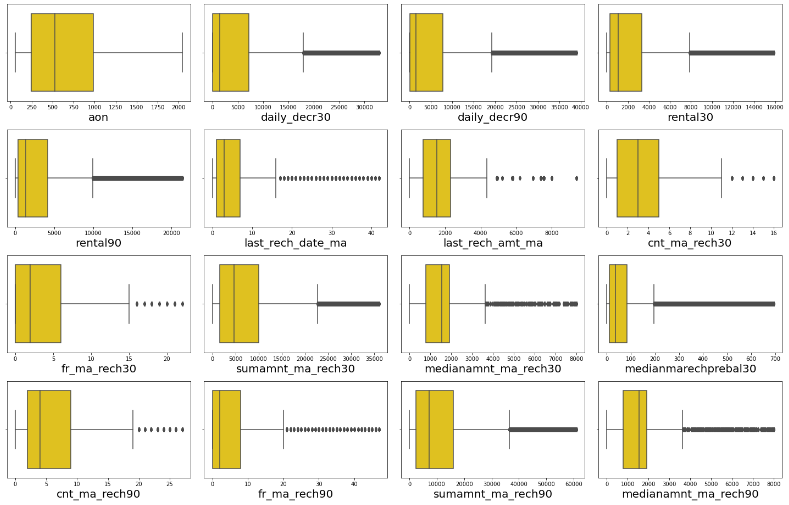 0 250 500 750 1000 1250 1500 1750 2000
aon
0 5000 10000 15000 20000 25000 30000
daily_decr30
0 5000 10000 15000 20000 25000 30000 35000 40000
daily_decr90
0 2000 4000 6000 8000 10000 12000 14000 16000
rental30
0 5000 10000 15000 20000
rental90
0 10 20 30 40
last_rech_date_ma
0 2000 4000 6000 8000
last_rech_amt_ma
0 2 4 6 8 10 12 14 16
cnt_ma_rech30
0 5 10 15 20
fr_ma_rech30
0 5000 10000 15000 20000 25000 30000 35000
sumamnt_ma_rech30
0 1000 2000 3000 4000 5000 6000 7000 8000
medianamnt_ma_rech30
0 100 200 300 400 500 600 700
medianmarechprebal30
0 5 10 15 20 25
cnt_ma_rech90
0 10 20 30 40
fr_ma_rech90
0 10000 20000 30000 40000 50000 60000
sumamnt_ma_rech90
0 1000 2000 3000 4000 5000 6000 7000 8000
medianamnt_ma_rech90